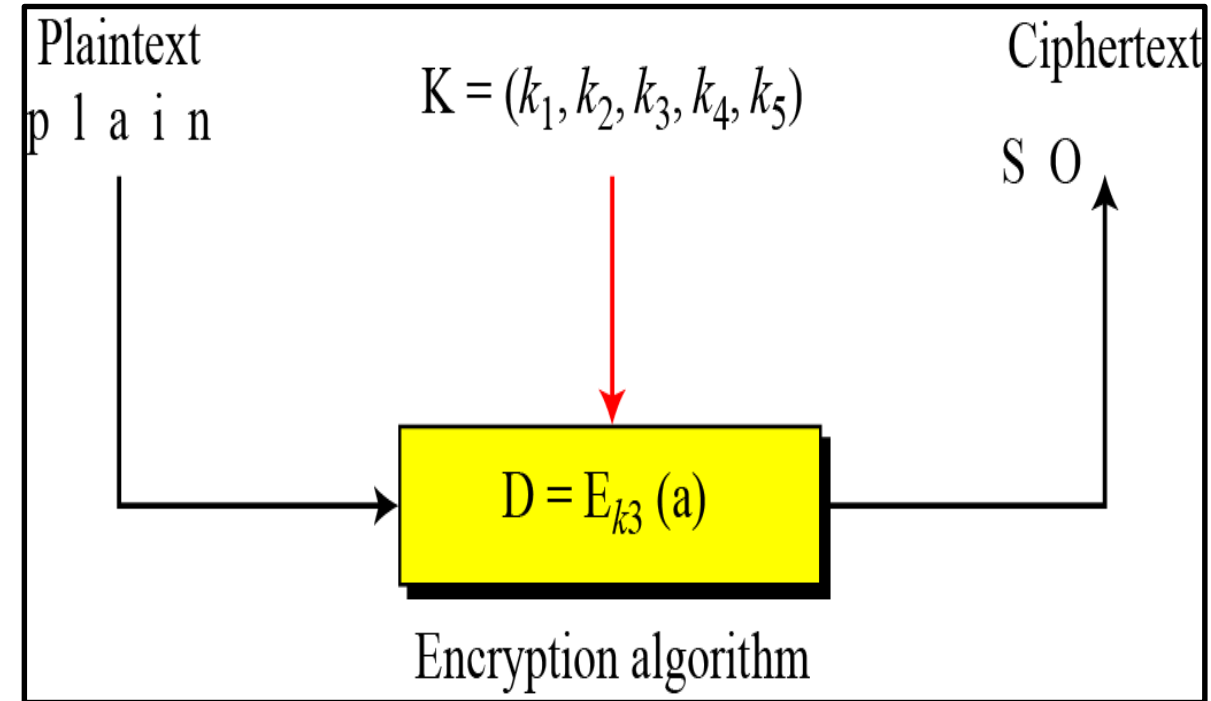 Plaintext
p l a i n
K = (k₁, k₂, k₃, k₄, k₅)
Ciphertext
S O
D = Eₖ₃ (a)
Encryption algorithm